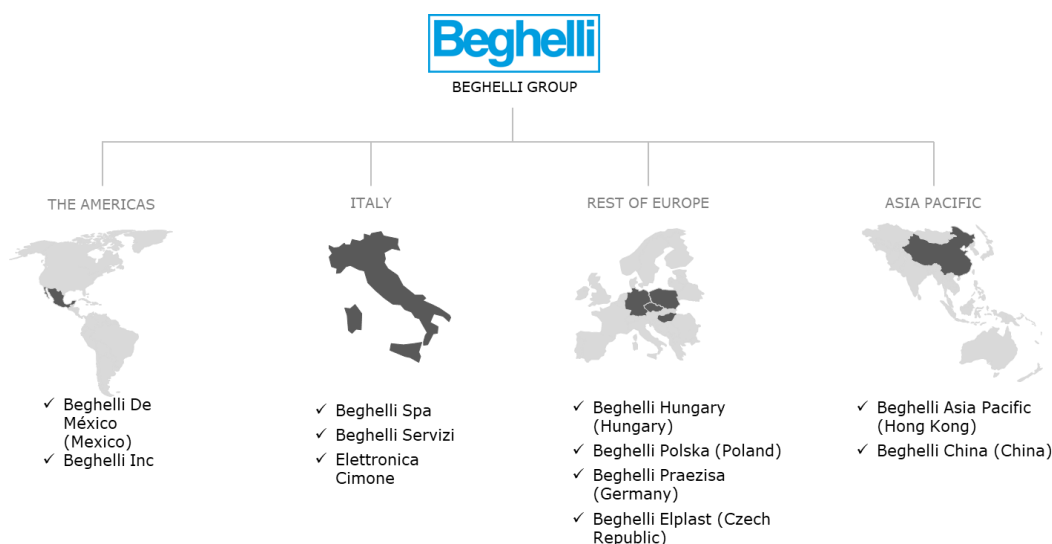 Beghelli
BEGHELLI GROUP
THE AMERICAS
✓ Beghelli De
México
(Mexico)
✓ Beghelli Inc
ITALY
✓ Beghelli Spa
✓ Beghelli Servizi
✓ Elettronica
Cimone
REST OF EUROPE
✓ Beghelli Hungary
(Hungary)
✓ Beghelli Polska (Poland)
✓ Beghelli Praezisa
(Germany)
✓ Beghelli Elplast (Czech
Republic)
ASIA PACIFIC
✓ Beghelli Asia Pacific
(Hong Kong)
✓ Beghelli China (China)